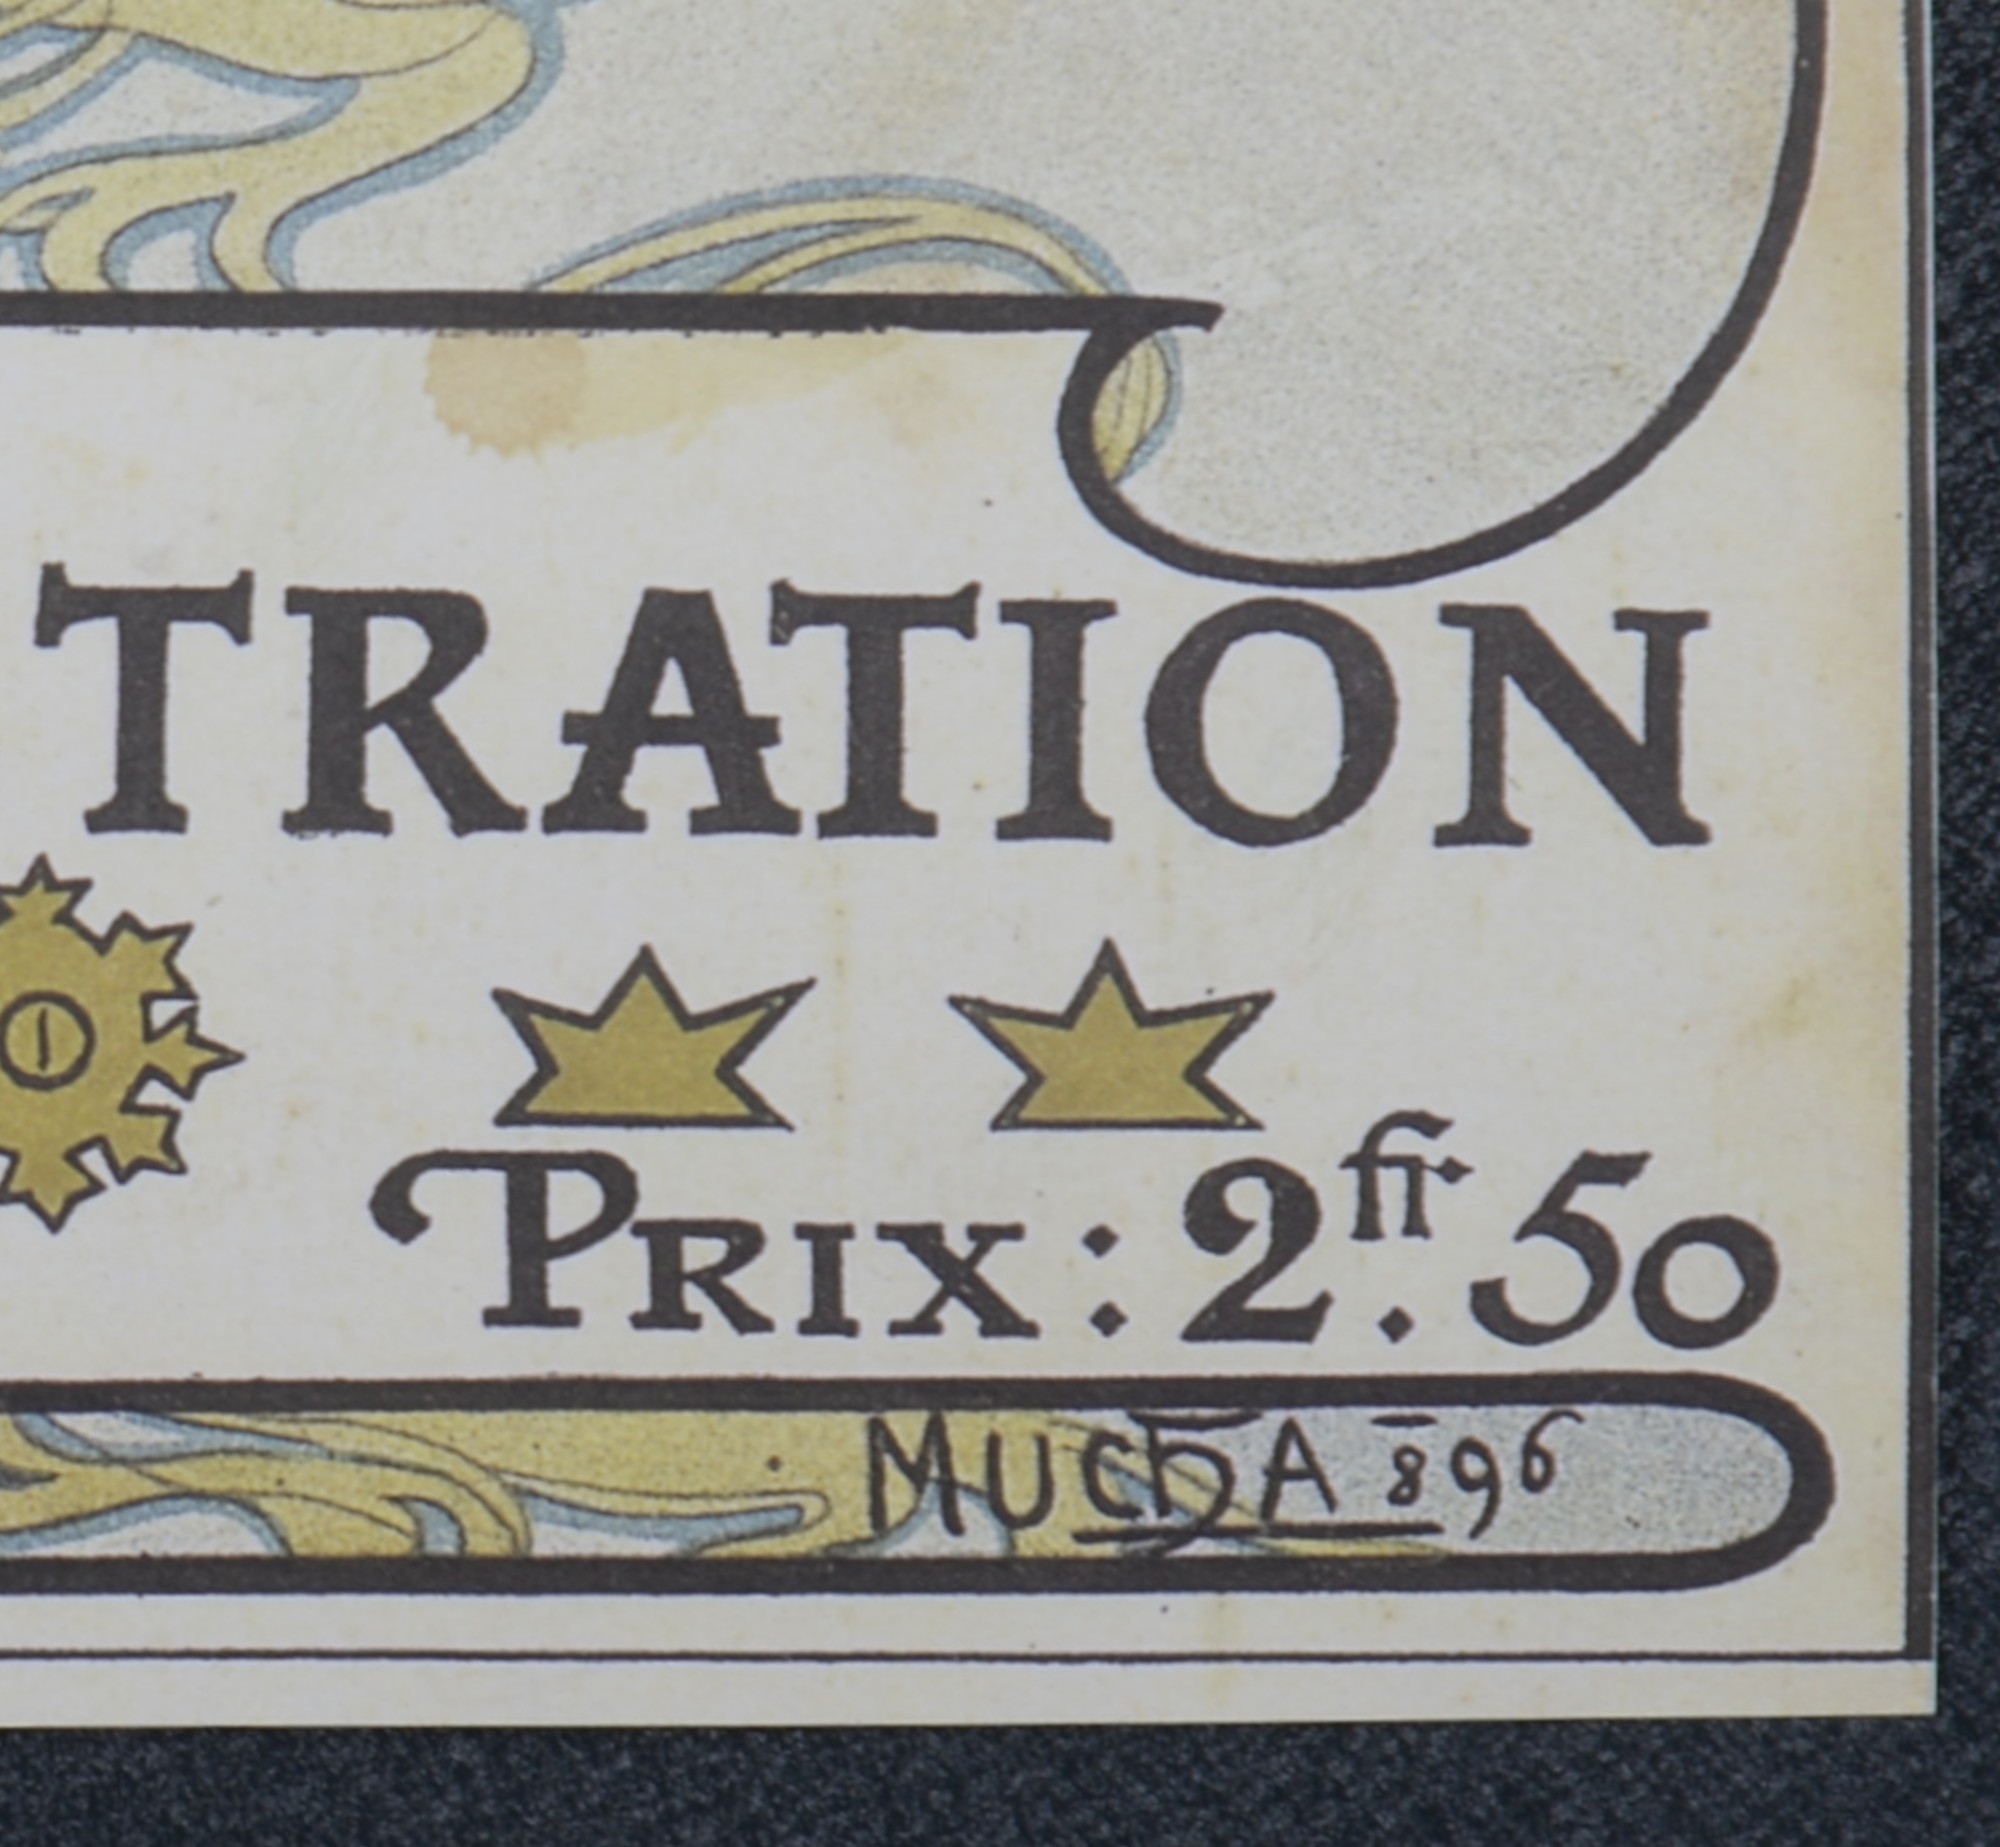 TRATION
PRIX: 2fr.50
MUCHA 896